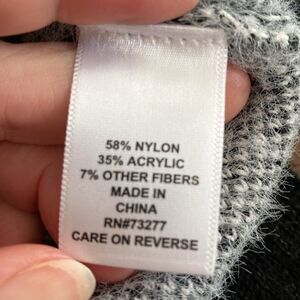 58% NYLON
35% ACRYLIC
7% OTHER FIBERS
MADE IN
CHINA
RN#73277
CARE ON REVERSE